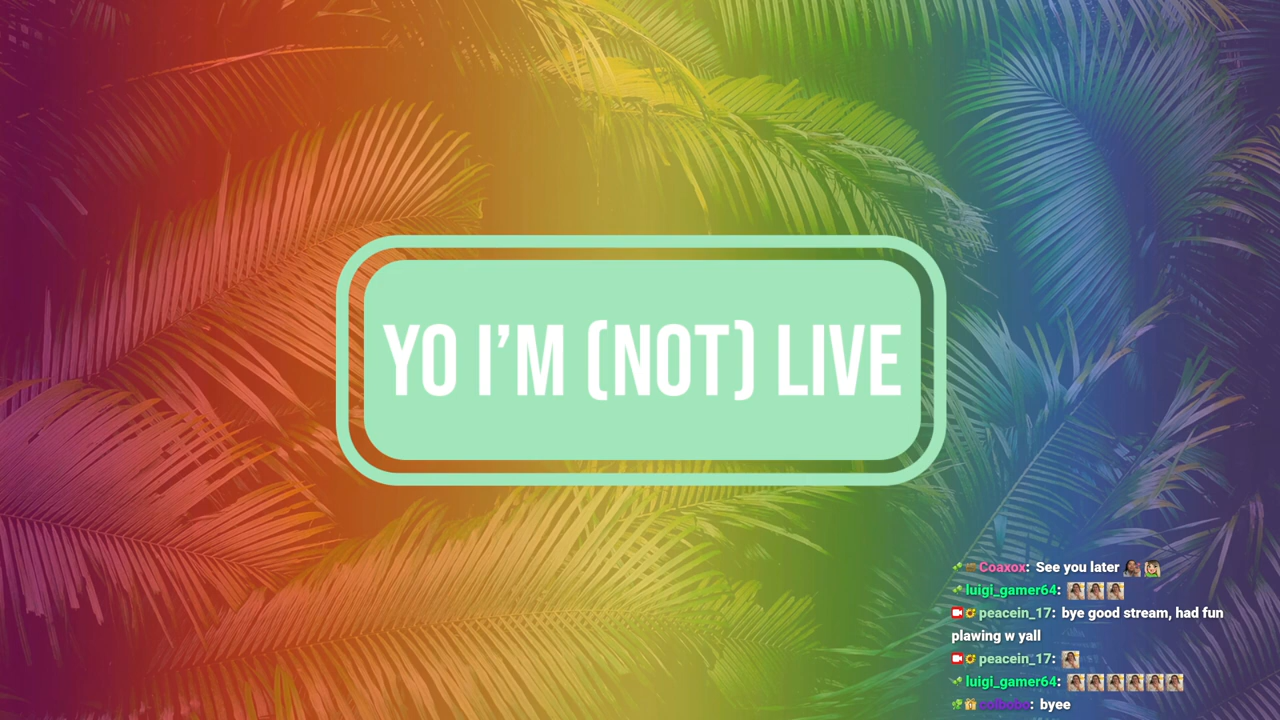 YO I'M (NOT) LIVE
Coaxox: See you later
luigi_gamer64:
peacein_17: bye good stream, had fun
plawing w yall
peacein_17:
luigi_gamer64:
: byee